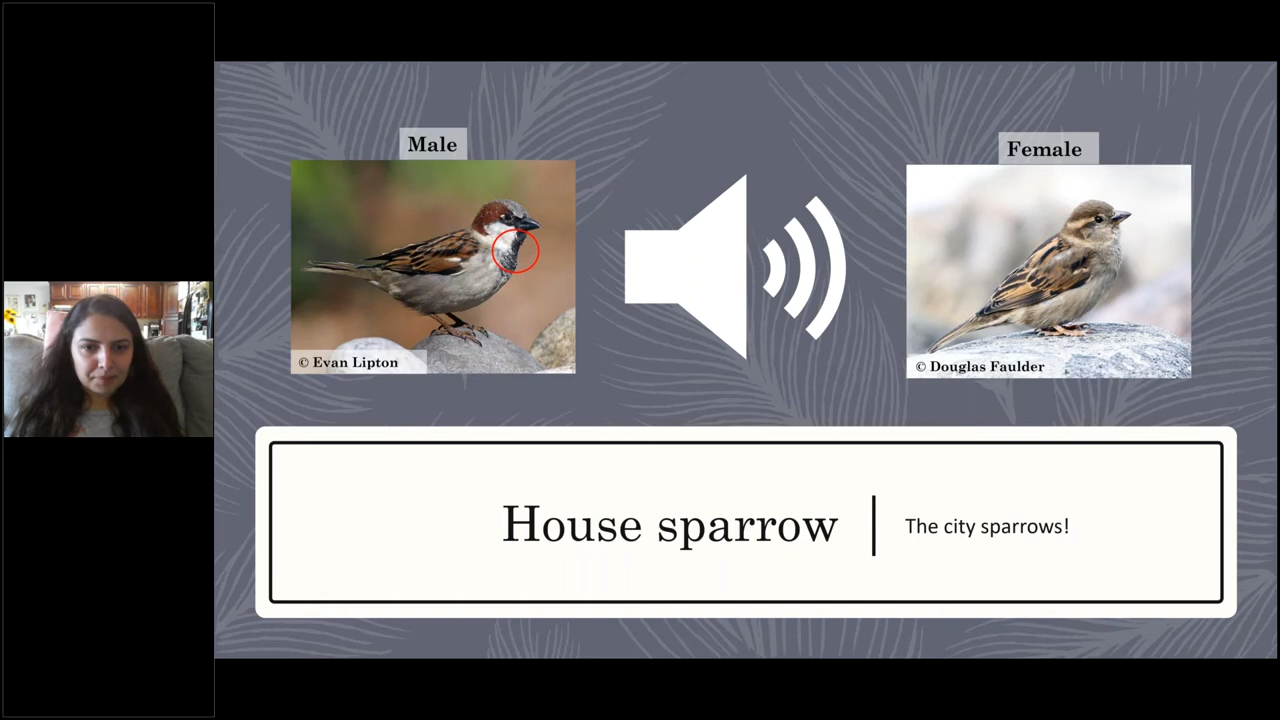 Male
Female
© Evan Lipton
© Douglas Faulder
House sparrow
The city sparrows!